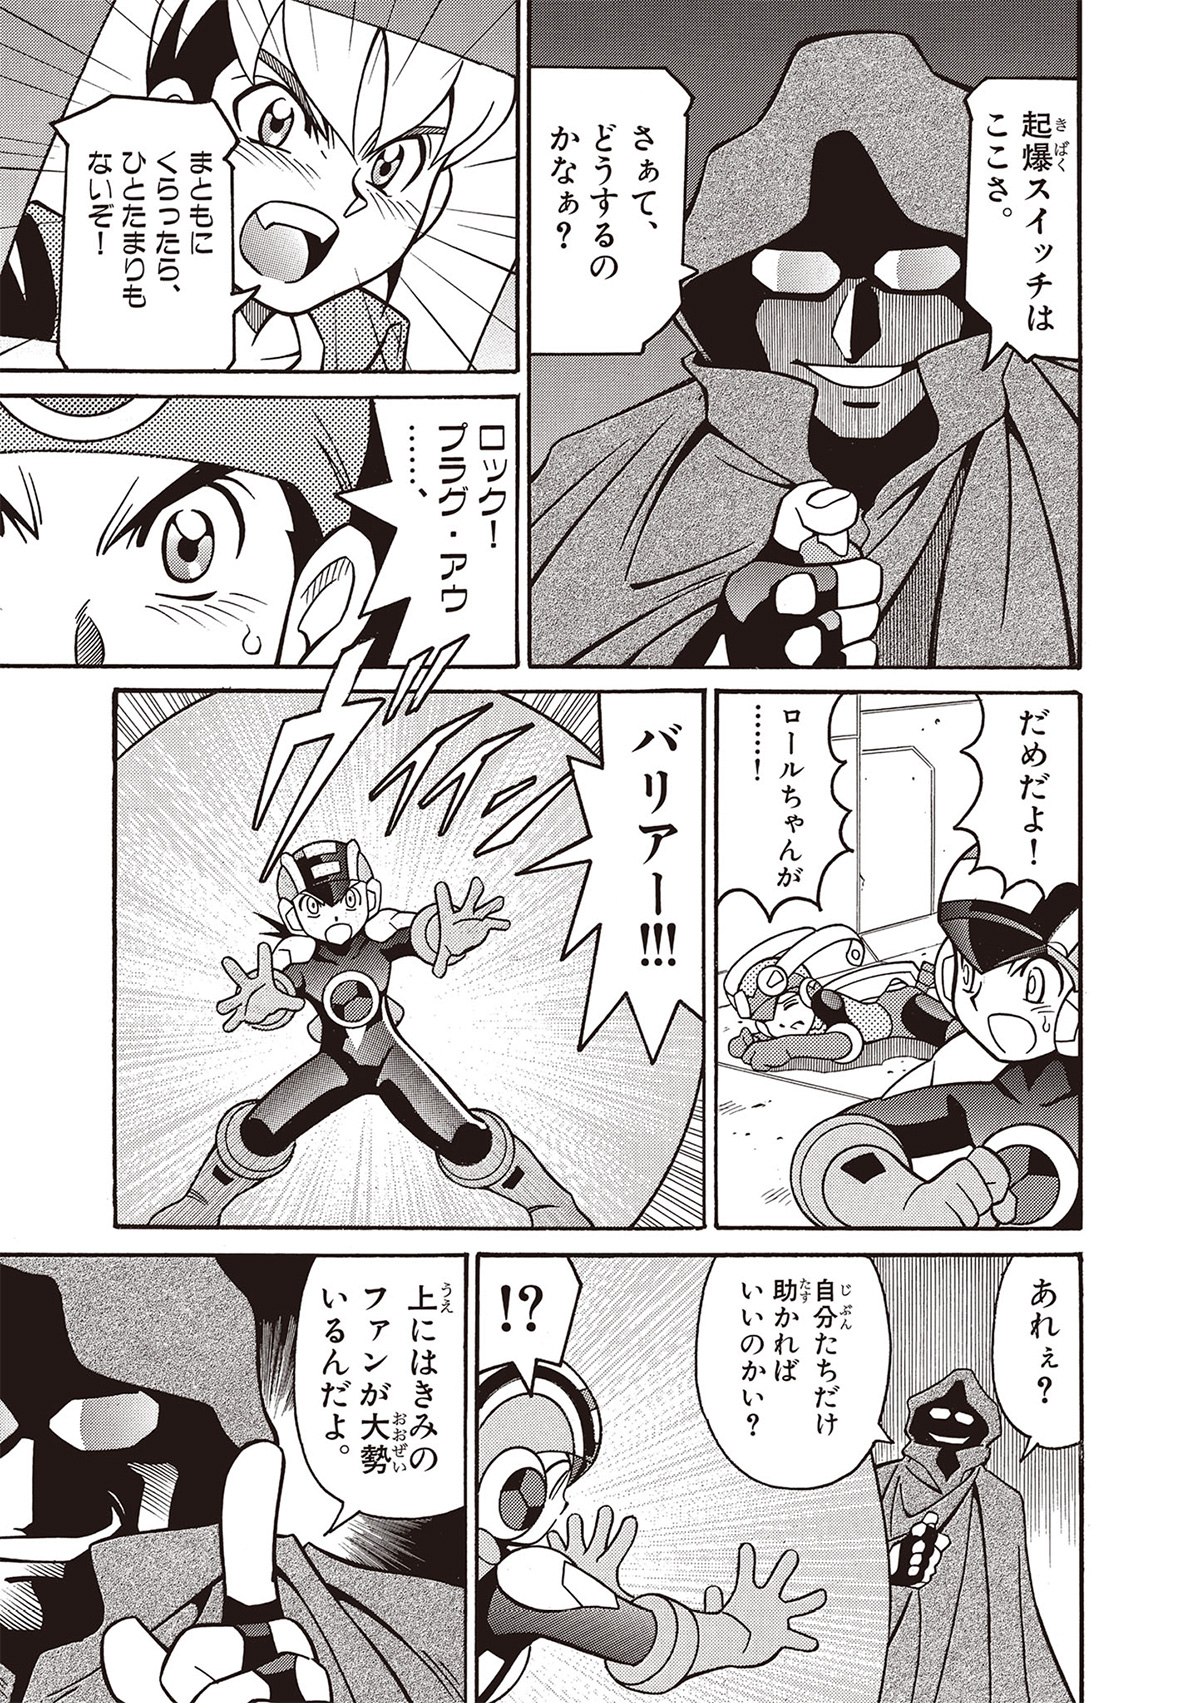 起爆スイッチは
ここさ。
さぁて、
どうするの
かなぁ?
まともに
くらったら、
ひとたまりも
ないぞ!
ロック!
プラグ・アウ
……、
だめだよ!
ロールちゃんが
……!
バリアー!!!
あれぇ?
自分たちだけ
助かれば
いいのかい?
!?
上にはきみの
ファンが大勢
いるんだよ。